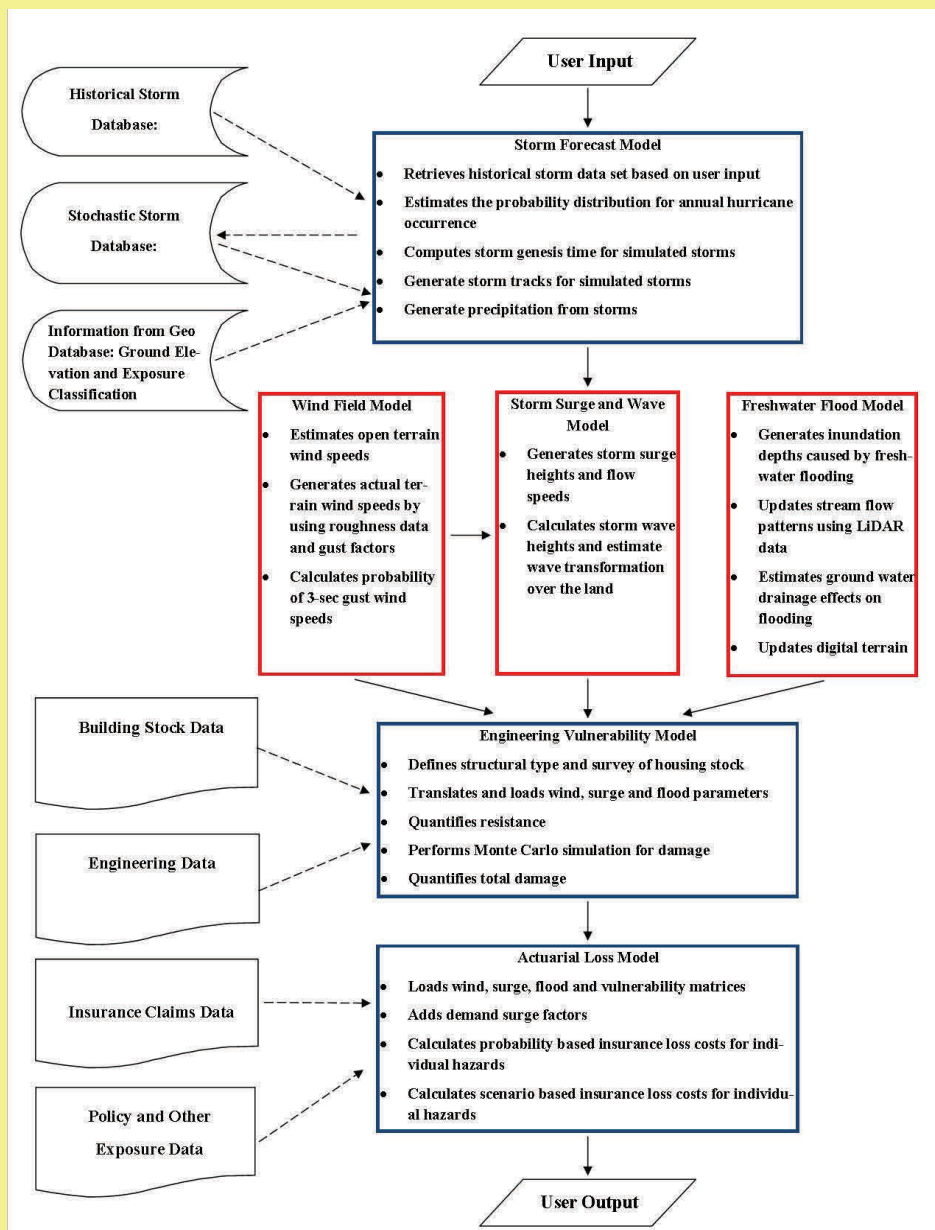 User Input
Historical Storm
Database:
Stochastic Storm
Database:
Information from Geo
Database: Ground Ele-
vation and Exposure
Classification
Storm Forecast Model
• Retrieves historical storm data set based on user input
• Estimates the probability distribution for annual hurricane
occurrence
• Computes storm genesis time for simulated storms
• Generate storm tracks for simulated storms
• Generate precipitation from storms
Wind Field Model
• Estimates open terrain
wind speeds
• Generates actual ter-
rain wind speeds by
using roughness data
and gust factors
• Calculates probability
of 3-sec gust wind
speeds
Storm Surge and Wave
Model
• Generates storm surge
heights and flow
speeds
• Calculates storm wave
heights and estimate
wave transformation
over the land
Freshwater Flood Model
• Generates inundation
depths caused by fresh-
water flooding
• Updates stream flow
patterns using LiDAR
data
• Estimates ground water
drainage effects on
flooding
• Updates digital terrain
Building Stock Data
Engineering Data
Engineering Vulnerability Model
• Defines structural type and survey of housing stock
• Translates and loads wind, surge and flood parameters
• Quantifies resistance
• Performs Monte Carlo simulation for damage
• Quantifies total damage
Insurance Claims Data
Policy and Other
Exposure Data
Actuarial Loss Model
• Loads wind, surge, flood and vulnerability matrices
• Adds demand surge factors
• Calculates probability based insurance loss costs for indi-
vidual hazards
• Calculates scenario based insurance loss costs for individu-
al hazards
User Output